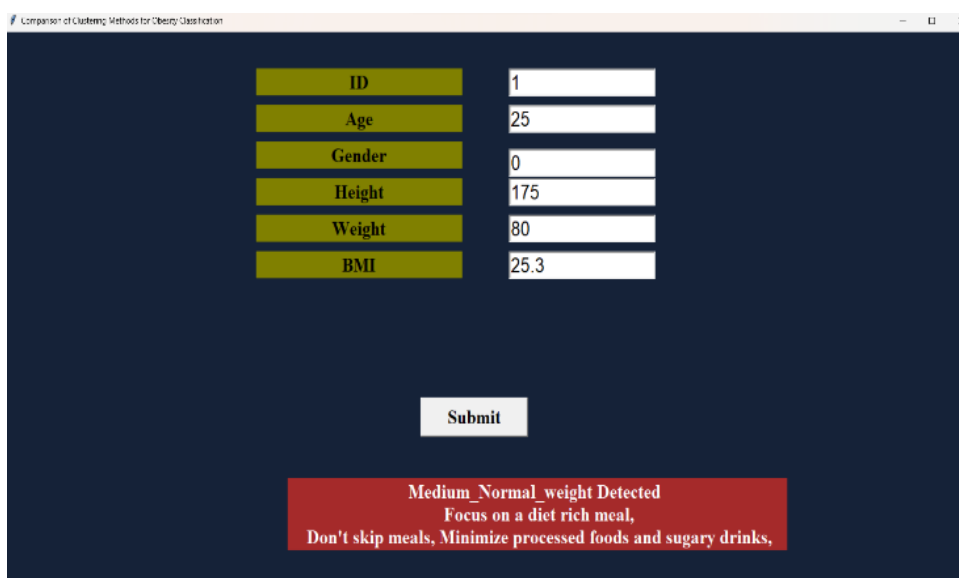 Comparison of Clustering Methods for Obesity Classification
ID 1
Age 25
Gender 0
Height 175
Weight 80
BMI 25.3
Submit
Medium_Normal_weight Detected
Focus on a diet rich meal,
Don't skip meals, Minimize processed foods and sugary drinks,